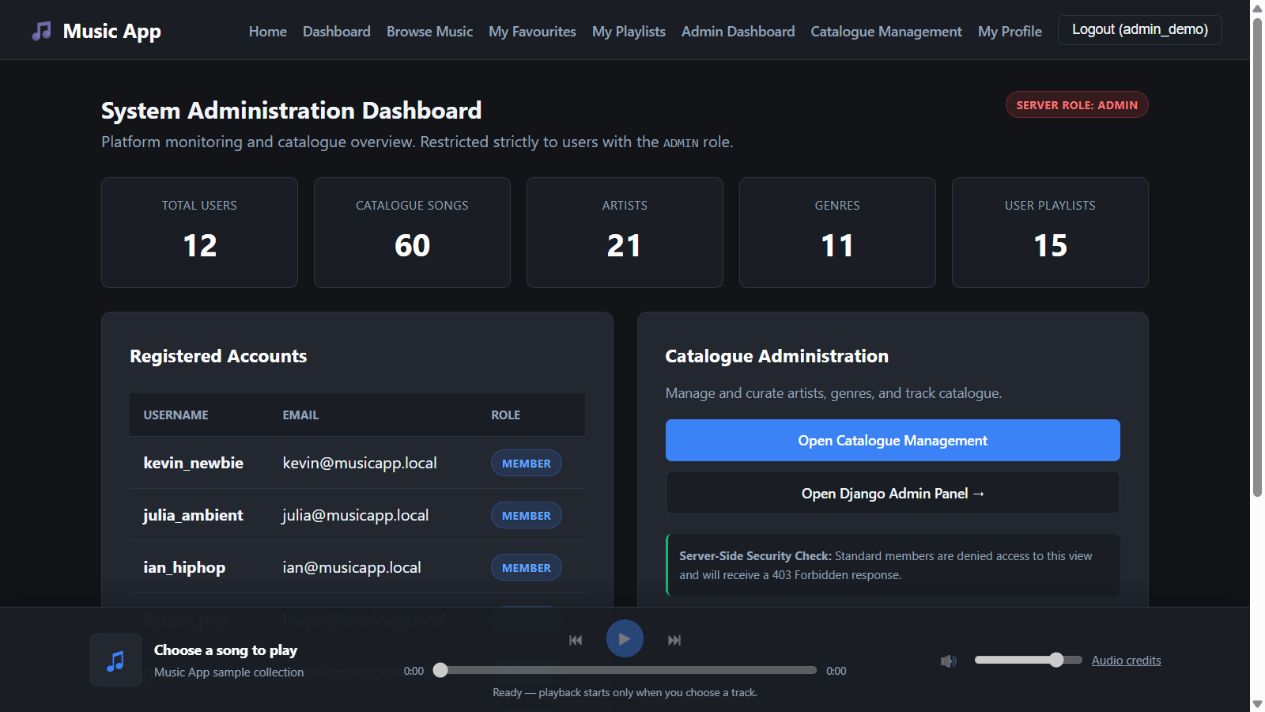 Music App
Home Dashboard Browse Music My Favourites My Playlists Admin Dashboard Catalogue Management My Profile Logout (admin_demo)
System Administration Dashboard
SERVER ROLE: ADMIN
Platform monitoring and catalogue overview. Restricted strictly to users with the ADMIN role.
TOTAL USERS
12
CATALOGUE SONGS
60
ARTISTS
21
GENRES
11
USER PLAYLISTS
15
Registered Accounts
USERNAME EMAIL ROLE
kevin_newbie kevin@musicapp.local MEMBER
julia_ambient julia@musicapp.local MEMBER
ian_hiphop ian@musicapp.local MEMBER
harper_pop harper@musicapp.local
Catalogue Administration
Manage and curate artists, genres, and track catalogue.
Open Catalogue Management
Open Django Admin Panel →
Server-Side Security Check: Standard members are denied access to this view
and will receive a 403 Forbidden response.
Choose a song to play
Music App sample collection
0:00 0:00
Ready — playback starts only when you choose a track.
Audio credits